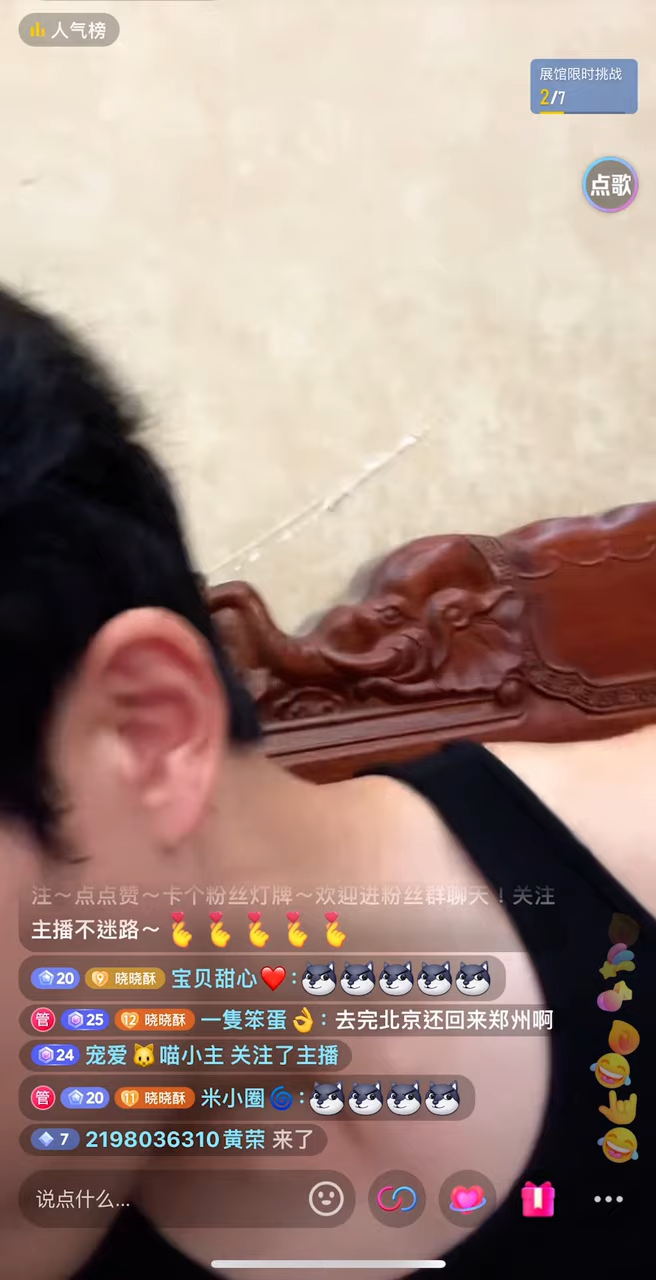 人气榜
展馆限时挑战
2/7
点歌
注～点点赞～卡个粉丝灯牌～欢迎进粉丝群聊天！关注
主播不迷路～
20 9 晓晓酥 宝贝甜心❤️:
管 25 12 晓晓酥 一隻笨蛋👌: 去完北京还回来郑州啊
24 宠爱🐱喵小主 关注了主播
管 20 11 晓晓酥 米小圈🌀:
7 2198036310黄荣 来了
说点什么...